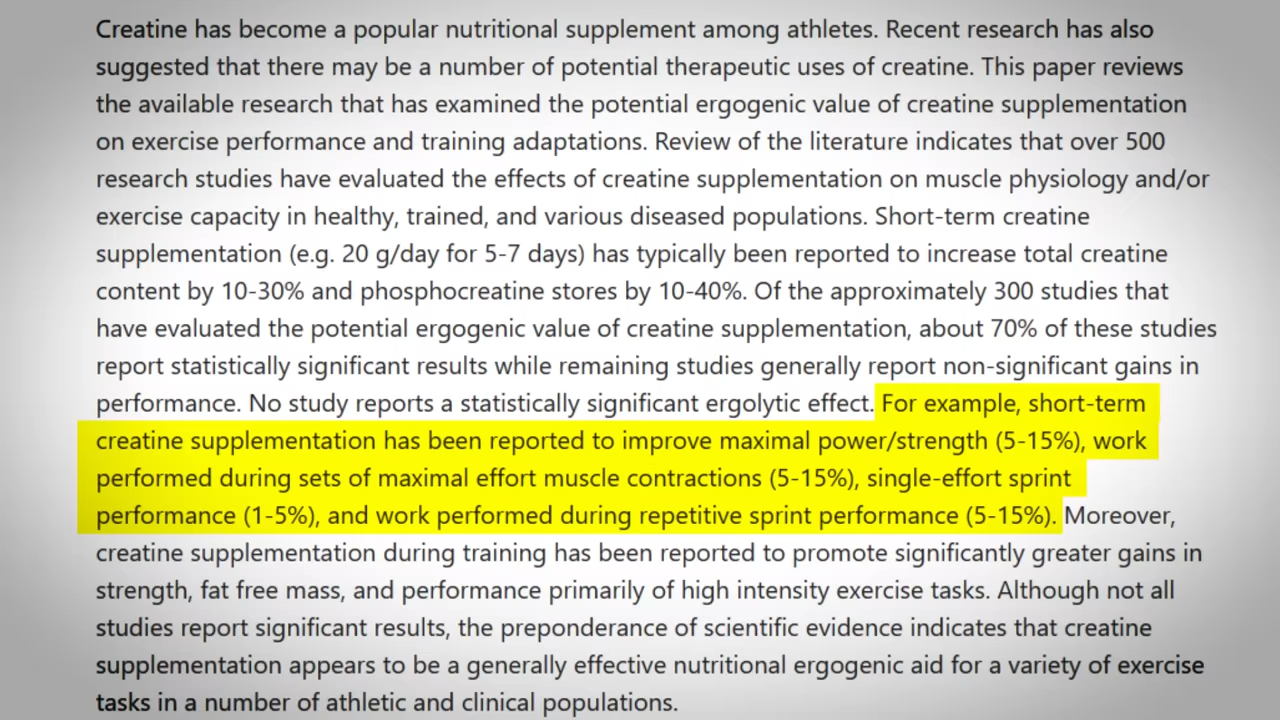 Creatine has become a popular nutritional supplement among athletes. Recent research has also
suggested that there may be a number of potential therapeutic uses of creatine. This paper reviews
the available research that has examined the potential ergogenic value of creatine supplementation
on exercise performance and training adaptations. Review of the literature indicates that over 500
research studies have evaluated the effects of creatine supplementation on muscle physiology and/or
exercise capacity in healthy, trained, and various diseased populations. Short-term creatine
supplementation (e.g. 20 g/day for 5-7 days) has typically been reported to increase total creatine
content by 10-30% and phosphocreatine stores by 10-40%. Of the approximately 300 studies that
have evaluated the potential ergogenic value of creatine supplementation, about 70% of these studies
report statistically significant results while remaining studies generally report non-significant gains in
performance. No study reports a statistically significant ergolytic effect. For example, short-term
creatine supplementation has been reported to improve maximal power/strength (5-15%), work
performed during sets of maximal effort muscle contractions (5-15%), single-effort sprint
performance (1-5%), and work performed during repetitive sprint performance (5-15%). Moreover,
creatine supplementation during training has been reported to promote significantly greater gains in
strength, fat free mass, and performance primarily of high intensity exercise tasks. Although not all
studies report significant results, the preponderance of scientific evidence indicates that creatine
supplementation appears to be a generally effective nutritional ergogenic aid for a variety of exercise
tasks in a number of athletic and clinical populations.